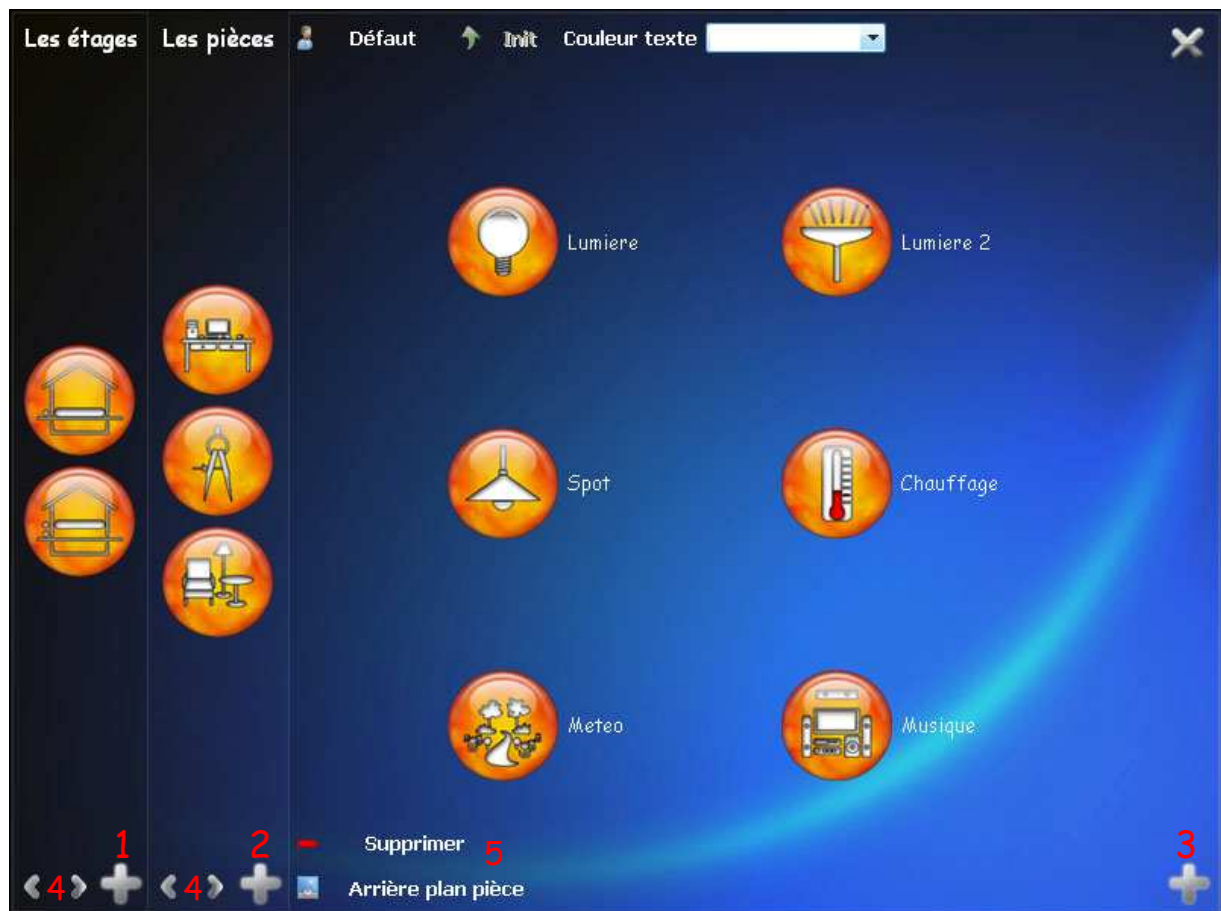 Les étages Les pièces Défaut Init Couleur texte
Lumiere Lumiere 2
Spot Chauffage
Meteo Musique
1 2 Supprimer 5 3
4 4 Arrière plan pièce